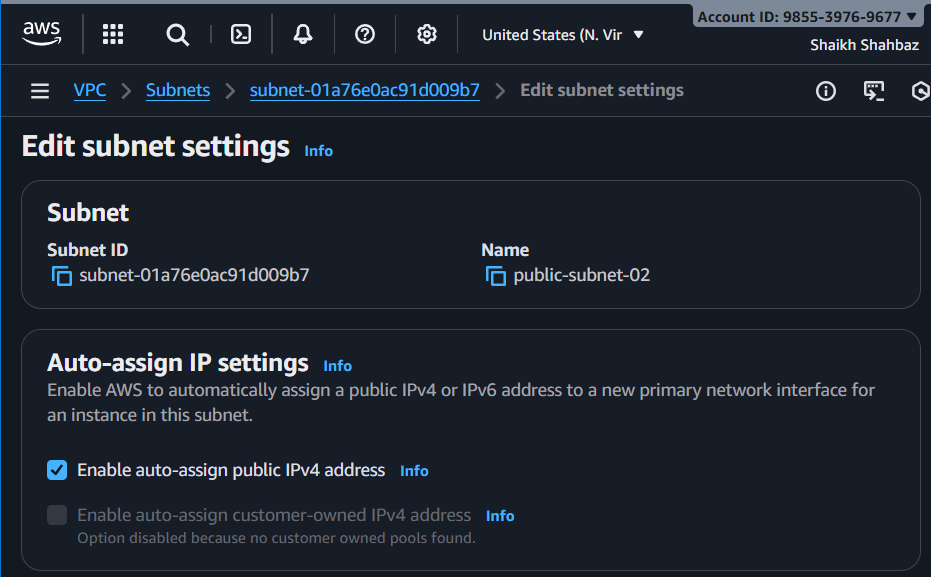 aws
United States (N. Vir
Account ID: 9855-3976-9677
Shaikh Shahbaz
VPC
Subnets
subnet-01a76e0ac91d009b7
Edit subnet settings
Edit subnet settings Info
Subnet
Subnet ID
subnet-01a76e0ac91d009b7
Name
public-subnet-02
Auto-assign IP settings Info
Enable AWS to automatically assign a public IPv4 or IPv6 address to a new primary network interface for
an instance in this subnet.
Enable auto-assign public IPv4 address Info
Enable auto-assign customer-owned IPv4 address Info
Option disabled because no customer owned pools found.